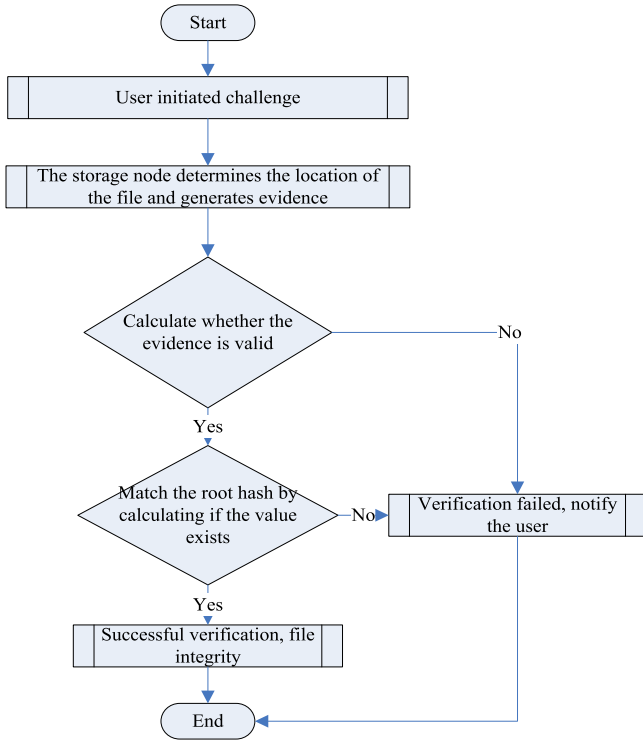 Start
User initiated challenge
The storage node determines the location of
the file and generates evidence
Calculate whether the
evidence is valid
No
Yes
Match the root hash by
calculating if the value
exists
No
Verification failed, notify
the user
Yes
Successful verification, file
integrity
End